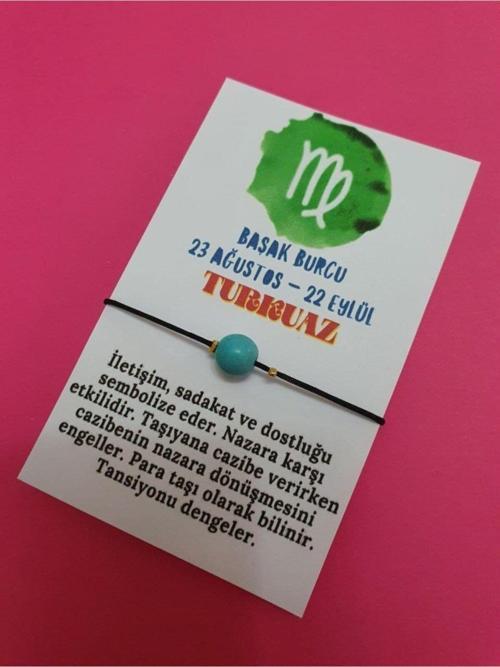 BAŞAK BURCU
23 AĞUSTOS – 22 EYLÜL
TURKUAZ
İletişim, sadakat ve dostluğu
sembolize eder. Nazara karşı
etkilidir. Taşıyana cazibe verirken
cazibenin nazara dönüşmesini
engeller. Para taşı olarak bilinir.
Tansiyonu dengeler.